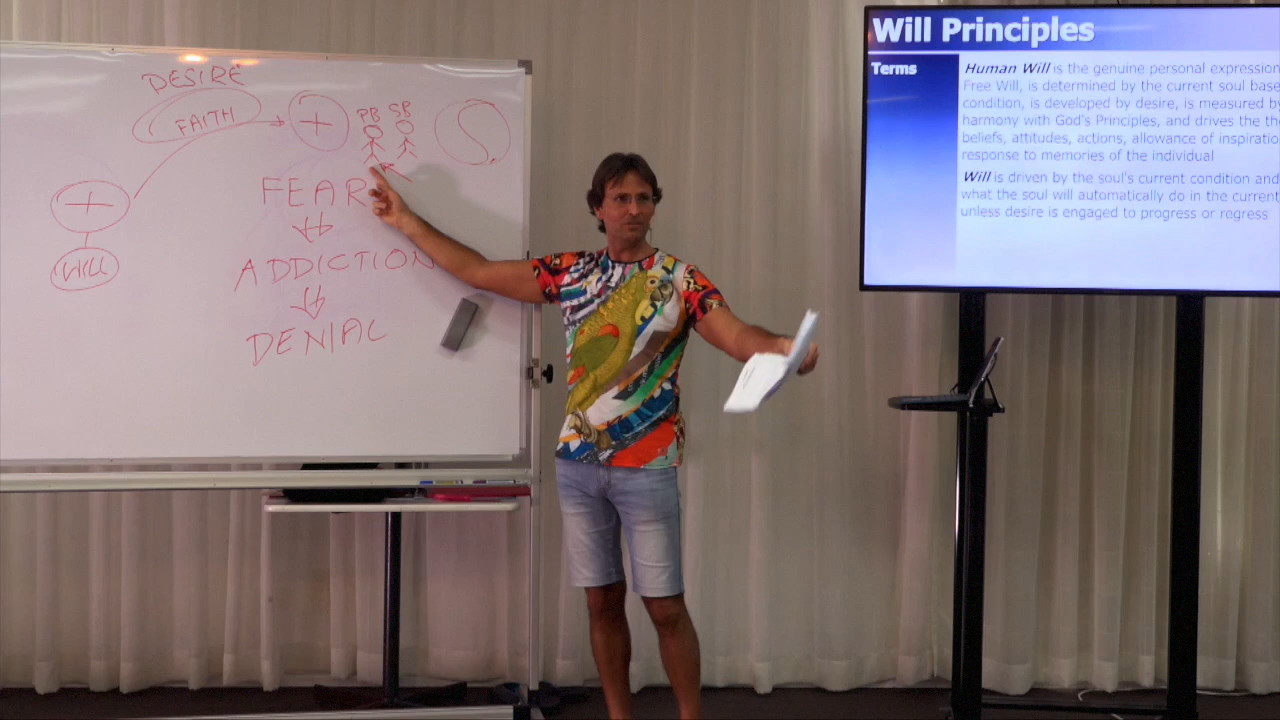 DESIRE
FAITH
+
PB SB
S.
+
WILL
FEAR
ADDICTION
DENIAL
Will Principles
Terms
Human Will is the genuine personal expression
Free Will, is determined by the current soul base
condition, is developed by desire, is measured by
harmony with God's Principles, and drives the
beliefs, attitudes, actions, allowance of
response to memories of the individual
Will is driven by the soul's current condition and
what the soul will automatically do in the current
unless desire is engaged to progress or regress